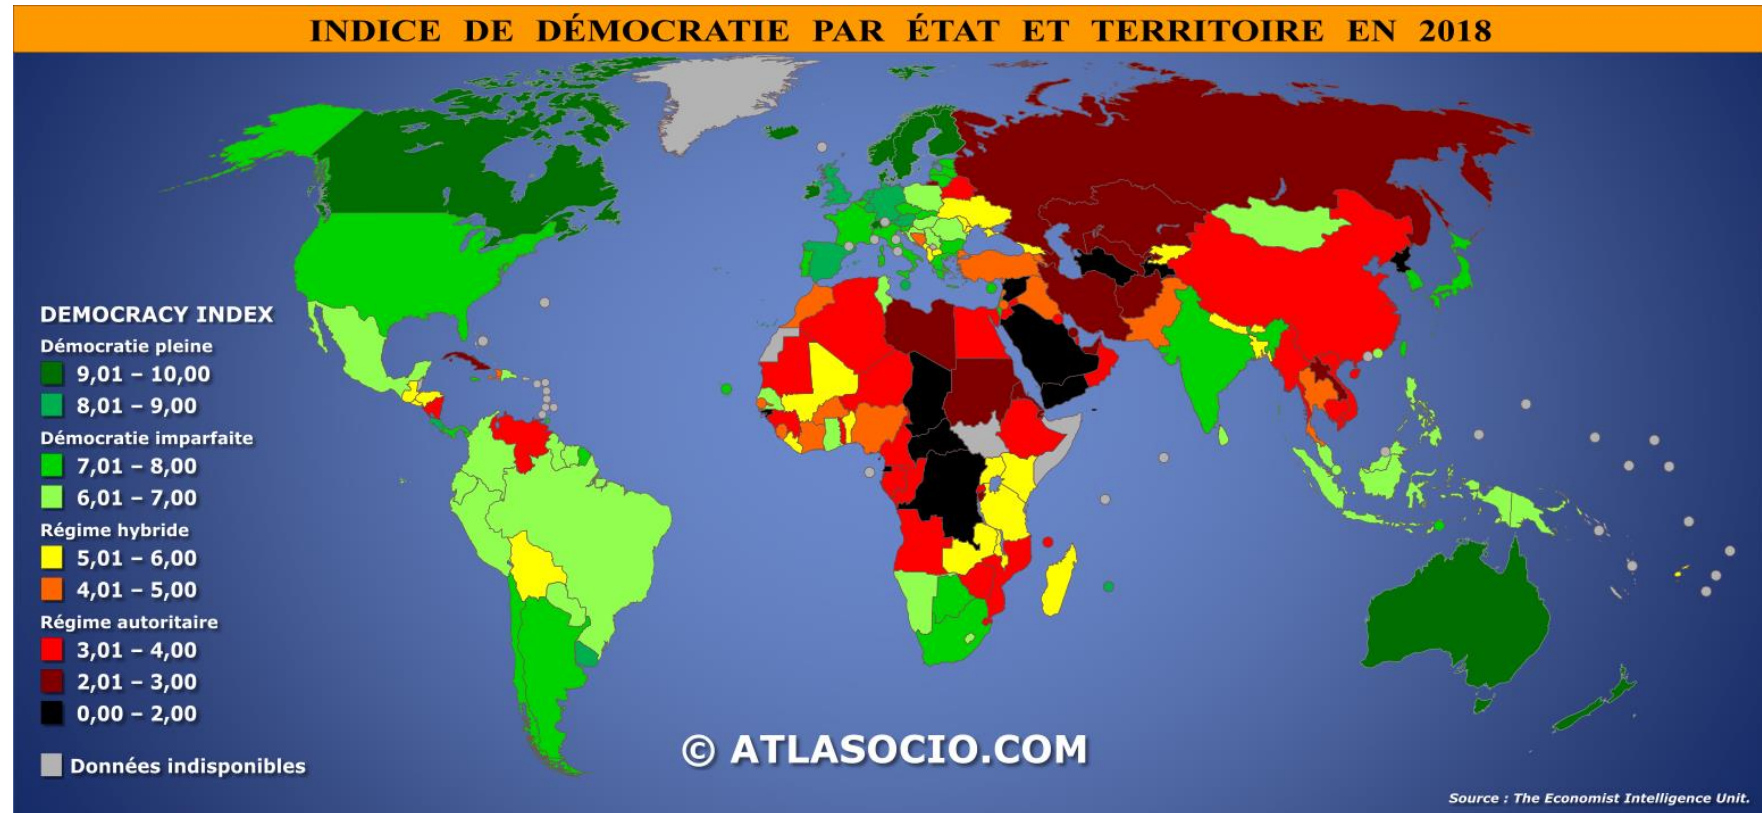 INDICE DE DÉMOCRATIE PAR ÉTAT ET TERRITOIRE EN 2018
DEMOCRACY INDEX
Démocratie pleine
9,01 – 10,00
8,01 – 9,00
Démocratie imparfaite
7,01 – 8,00
6,01 – 7,00
Régime hybride
5,01 – 6,00
4,01 – 5,00
Régime autoritaire
3,01 – 4,00
2,01 – 3,00
0,00 – 2,00
Données indisponibles
© ATLASOCIO.COM
Source : The Economist Intelligence Unit.